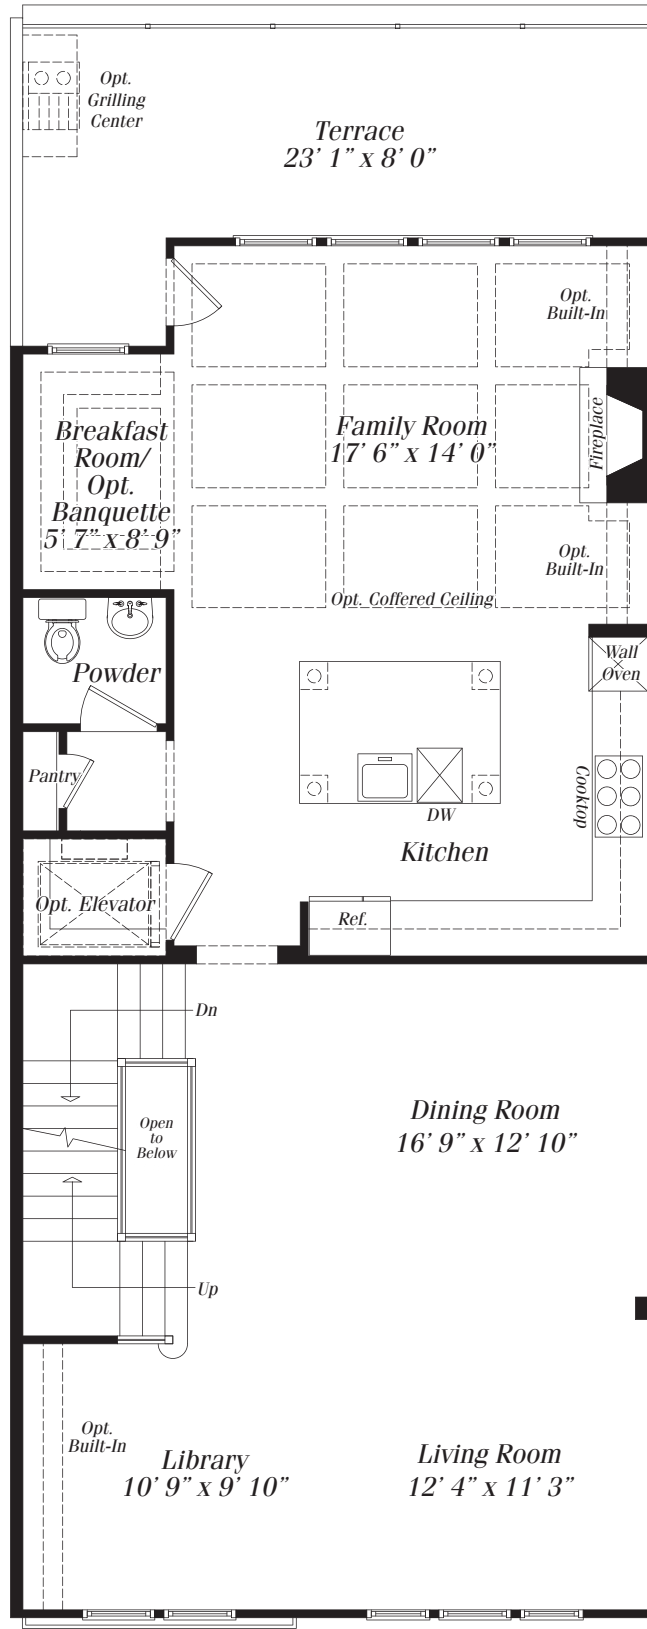 Opt.
Grilling
Center
Terrace
23' 1" x 8' 0"
Opt.
Built-In
Breakfast
Room/
Opt.
Banquette
5' 7" x 8' 9"
Family Room
17' 6" x 14' 0"
Fireplace
Opt.
Built-In
Opt. Coffered Ceiling
Powder
Wall
Oven
Pantry
Cooktop
DW
Kitchen
Opt. Elevator
Ref.
Dn
Open
to
Below
Dining Room
16' 9" x 12' 10"
Up
Opt.
Built-In
Library
10' 9" x 9' 10"
Living Room
12' 4" x 11' 3"